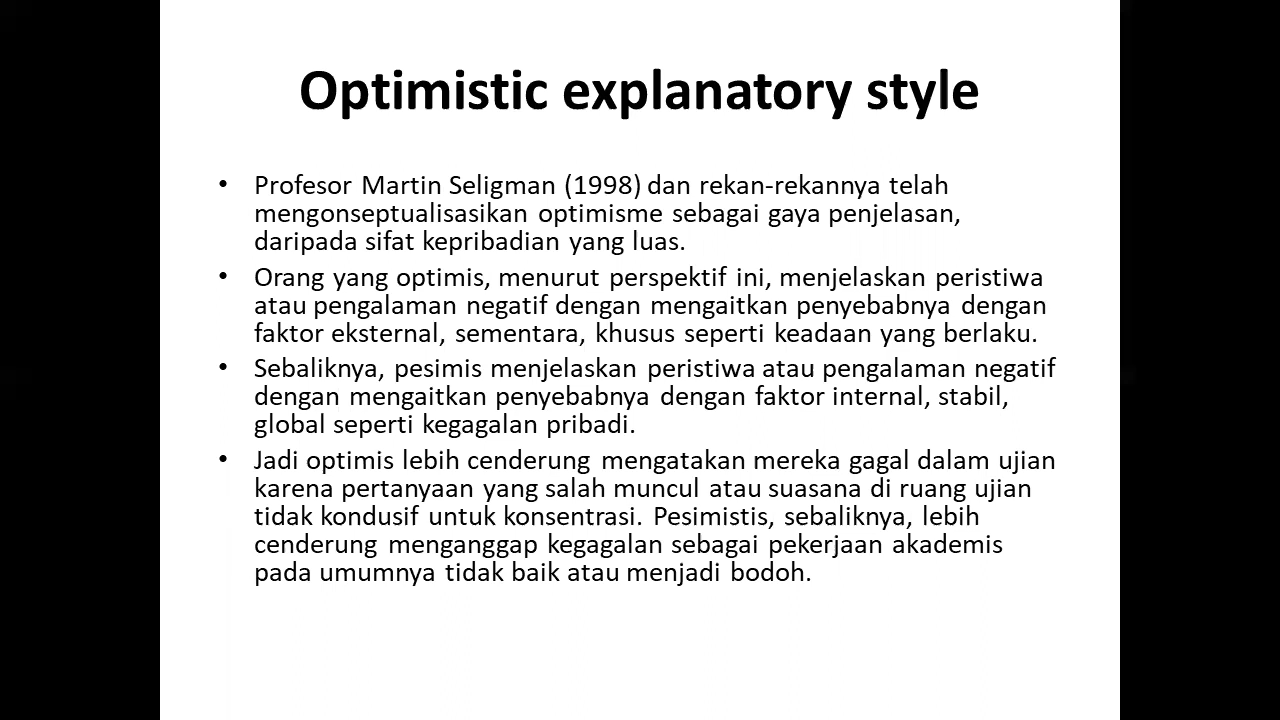 Optimistic explanatory style
• Profesor Martin Seligman (1998) dan rekan-rekannya telah
mengonseptualisasikan optimisme sebagai gaya penjelasan,
daripada sifat kepribadian yang luas.
• Orang yang optimis, menurut perspektif ini, menjelaskan peristiwa
atau pengalaman negatif dengan mengaitkan penyebabnya dengan
faktor eksternal, sementara, khusus seperti keadaan yang berlaku.
• Sebaliknya, pesimis menjelaskan peristiwa atau pengalaman negatif
dengan mengaitkan penyebabnya dengan faktor internal, stabil,
global seperti kegagalan pribadi.
• Jadi optimis lebih cenderung mengatakan mereka gagal dalam ujian
karena pertanyaan yang salah muncul atau suasana di ruang ujian
tidak kondusif untuk konsentrasi. Pesimistis, sebaliknya, lebih
cenderung menganggap kegagalan sebagai pekerjaan akademis
pada umumnya tidak baik atau menjadi bodoh.